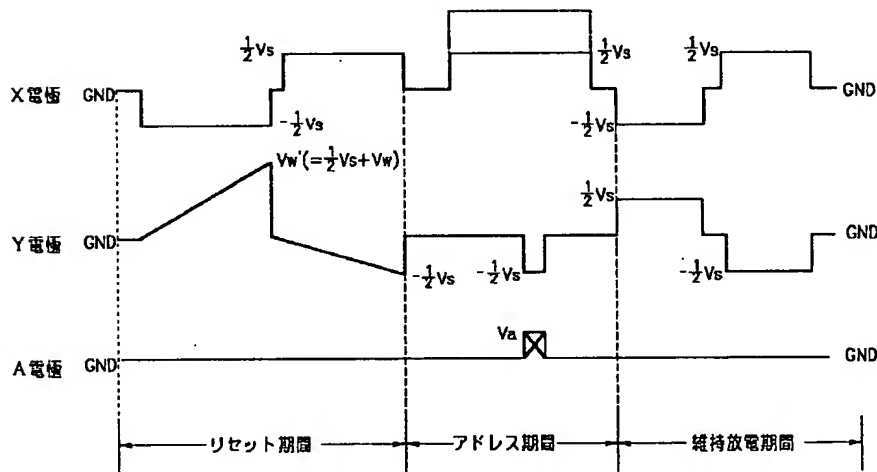 ½Vs
½Vs
½Vs
X電極 GND
GND
-½Vs
-½Vs
Vw'(=½Vs+Vw)
½Vs
Y電極 GND
GND
-½Vs
-½Vs
-½Vs
Va
A電極 GND
GND
リセット期間
アドレス期間
維持放電期間